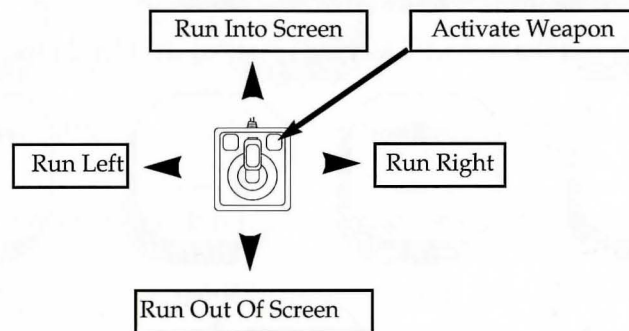 Run Into Screen
Activate Weapon
Run Left
Run Right
Run Out Of Screen